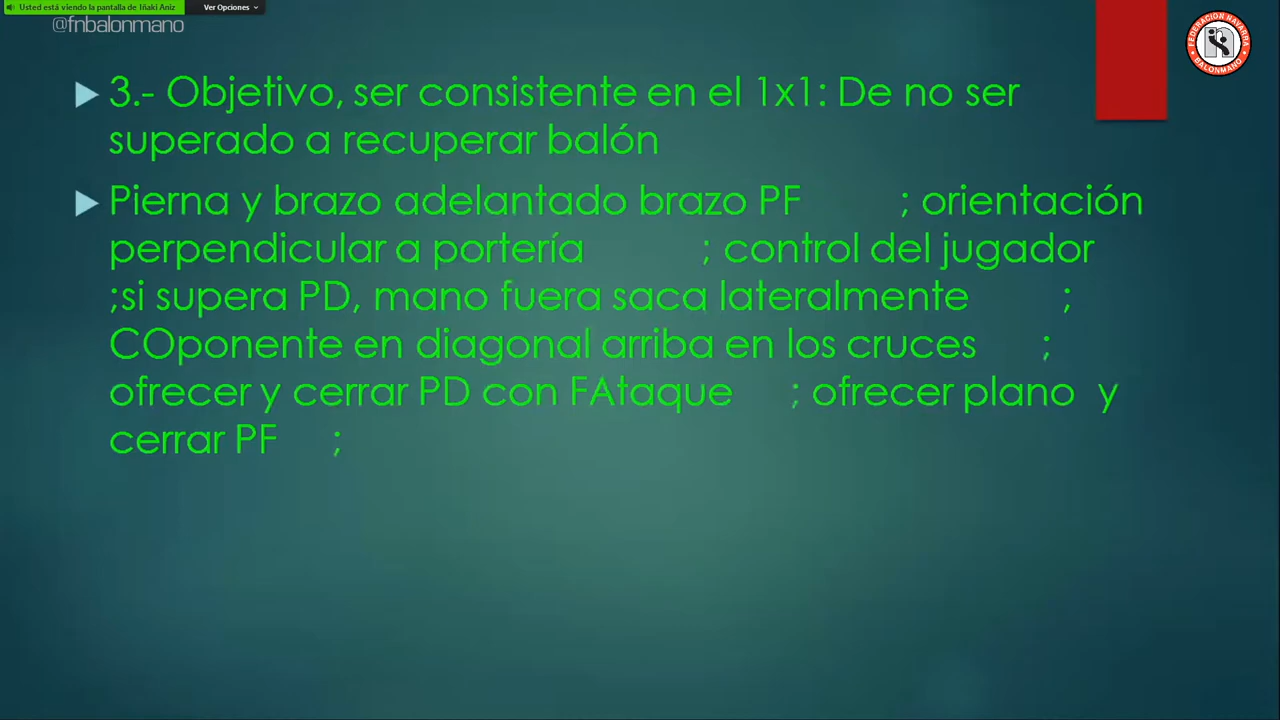 Usted está viendo la pantalla de Iñaki Aniz
Ver Opciones
@fnbalonmano
FEDERACION NAVARRA
BALONMANO
3.- Objetivo, ser consistente en el 1x1: De no ser
superado a recuperar balón
Pierna y brazo adelantado brazo PF ; orientación
perpendicular a portería ; control del jugador
;si supera PD, mano fuera saca lateralmente ;
COponente en diagonal arriba en los cruces ;
ofrecer y cerrar PD con FAtaque ; ofrecer plano y
cerrar PF ;